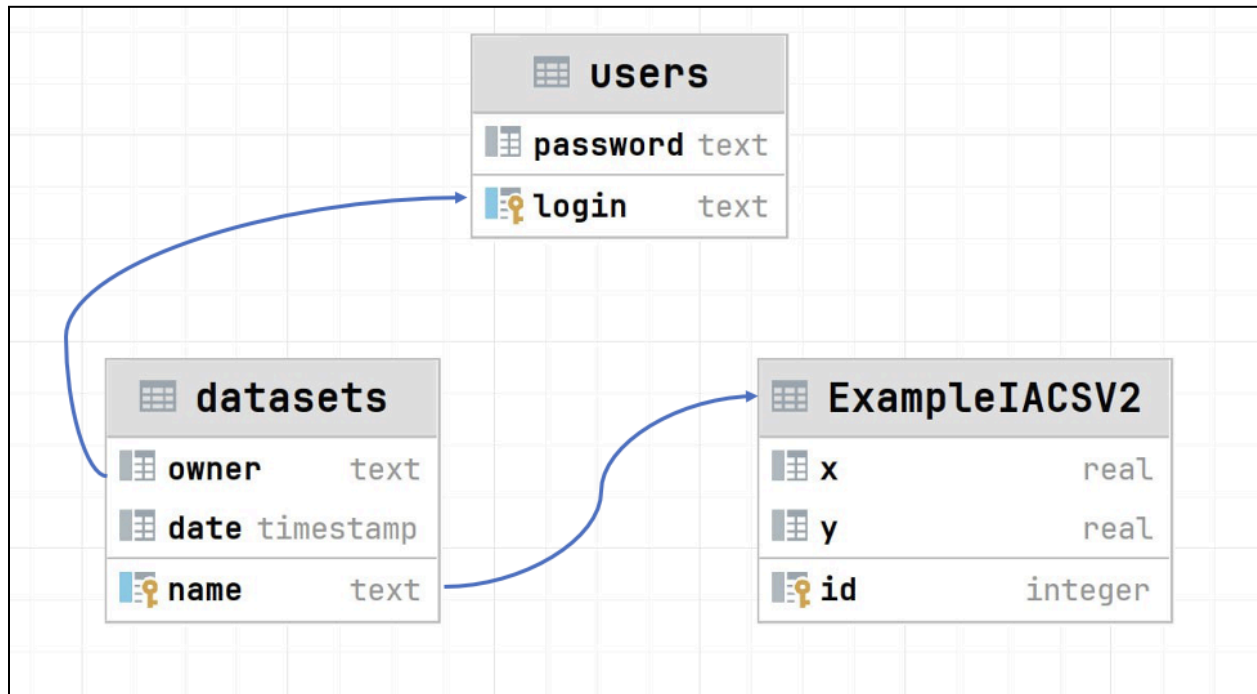 users
password text
login text
datasets
owner text
date timestamp
name text
ExampleIACSV2
x real
y real
id integer